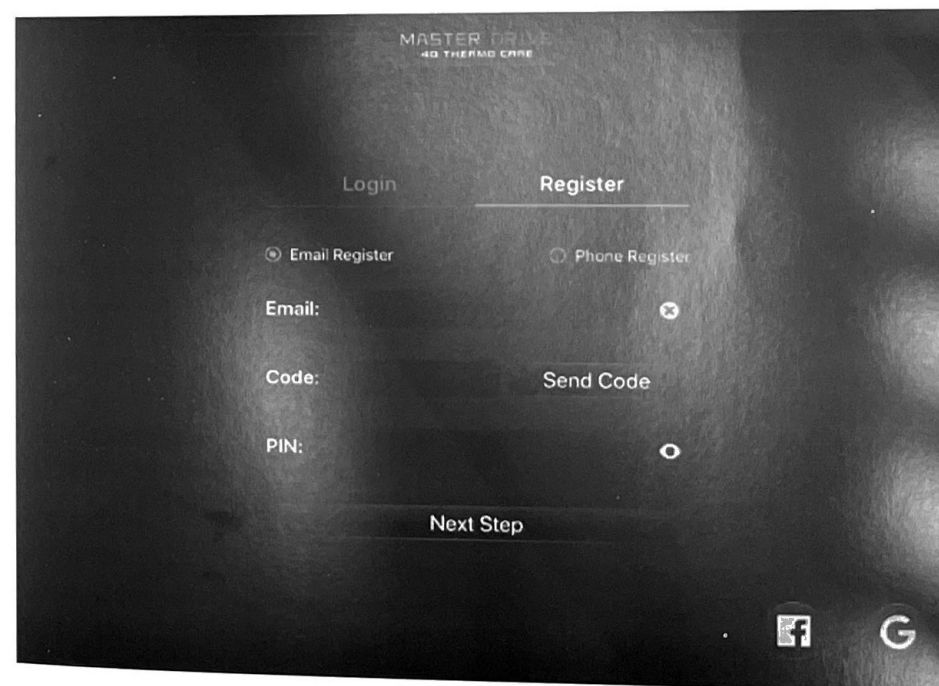 MASTER DRIVE
4D THERMO CARE
Login Register
Email Register Phone Register
Email:
Code: Send Code
PIN:
Next Step